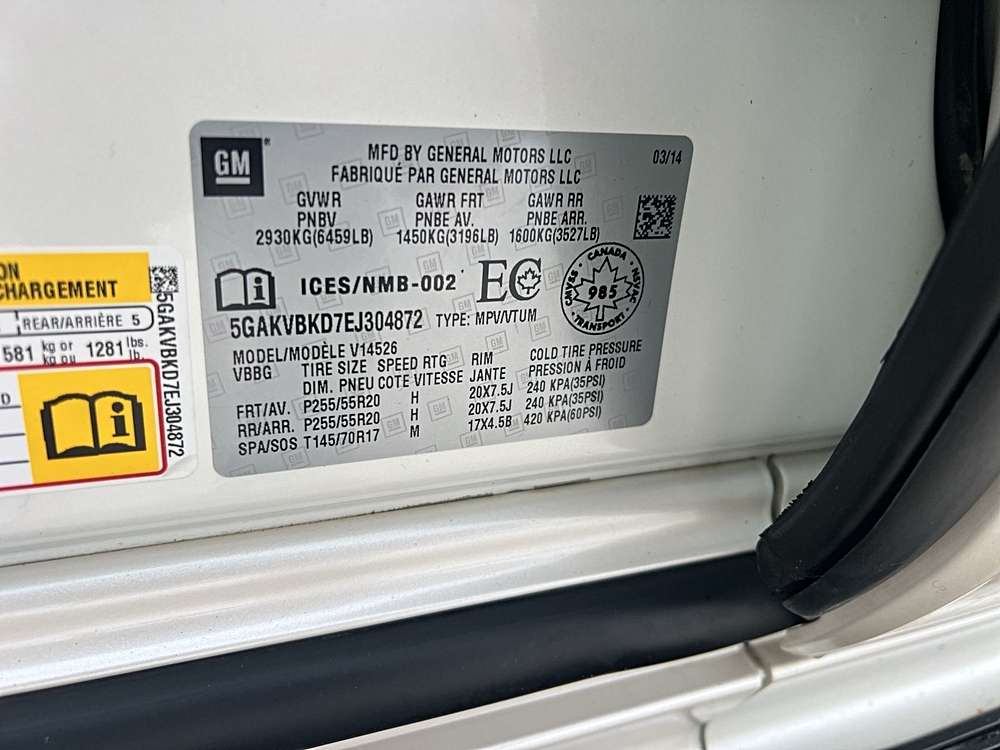 GM
MFD BY GENERAL MOTORS LLC
03/14
FABRIQUÉ PAR GENERAL MOTORS LLC
GVWR GAWR FRT GAWR RR
PNBV PNBE AV. PNBE ARR.
2930KG(6459LB) 1450KG(3196LB) 1600KG(3527LB)
ICES/NMB-002 EC
CANADA
CMVSS 985 NSVAC
TRANSPORT
5GAKVBKD7EJ304872 TYPE: MPV/VTUM
MODEL/MODÈLE V14526
VBBG TIRE SIZE SPEED RTG RIM COLD TIRE PRESSURE
DIM. PNEU COTE VITESSE JANTE PRESSION À FROID
FRT/AV. P255/55R20 H 20X7.5J 240 KPA(35PSI)
RR/ARR. P255/55R20 H 20X7.5J 240 KPA(35PSI)
SPA/SOS T145/70R17 M 17X4.5B 420 KPA(60PSI)
ON
CHARGEMENT
REAR/ARRIÈRE 5
581 kg or kg ou 1281 lbs. lb.
D
5GAKVBKD7EJ304872